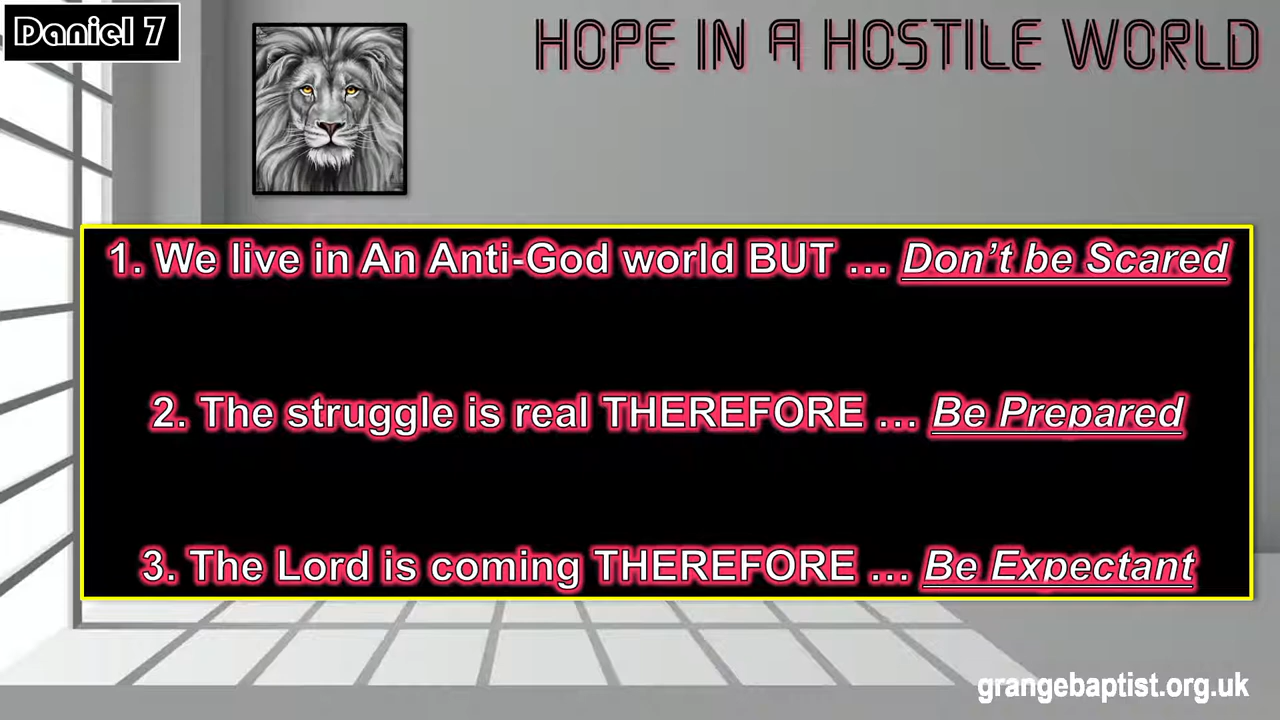 Daniel 7
HOPE IN A HOSTILE WORLD
1. We live in An Anti-God world BUT ... Don't be Scared
2. The struggle is real THEREFORE ... Be Prepared
3. The Lord is coming THEREFORE ... Be Expectant
grangebaptist.org.uk